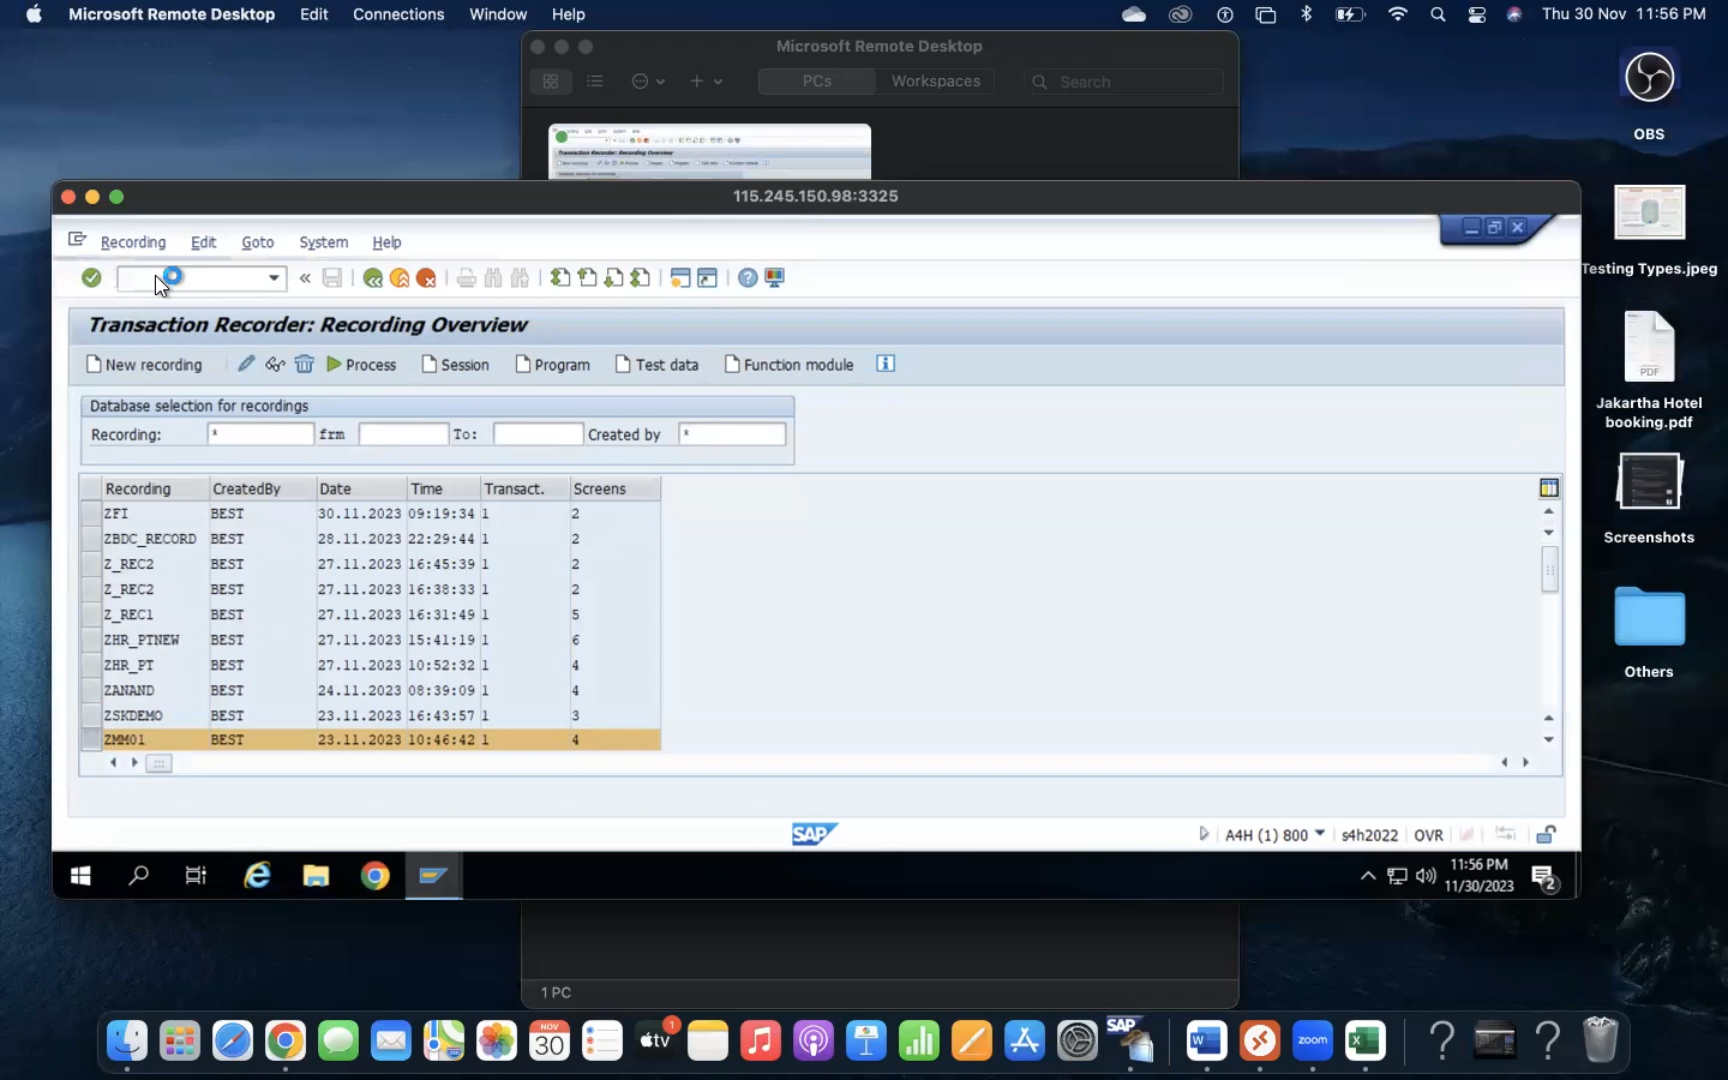 Microsoft Remote Desktop Edit Connections Window Help Thu 30 Nov 11:56 PM
Microsoft Remote Desktop
PCs Workspaces Search
OBS
Transaction Recorder: Recording Overview
115.245.150.98:3325
Recording Edit Goto System Help
Testing Types.jpeg
Transaction Recorder: Recording Overview
New recording Process Session Program Test data Function module
PDF
Jakartha Hotel
booking.pdf
Database selection for recordings
Recording: * frm To: Created by *
Recording CreatedBy Date Time Transact. Screens
ZFI BEST 30.11.2023 09:19:34 1 2
ZBDC_RECORD BEST 28.11.2023 22:29:44 1 2
Z_REC2 BEST 27.11.2023 16:45:39 1 2
Z_REC2 BEST 27.11.2023 16:38:33 1 2
Z_REC1 BEST 27.11.2023 16:31:49 1 5
ZHR_PTNEW BEST 27.11.2023 15:41:19 1 6
ZHR_PT BEST 27.11.2023 10:52:32 1 4
ZANAND BEST 24.11.2023 08:39:09 1 4
ZSKDEMO BEST 23.11.2023 16:43:57 1 3
ZMM01 BEST 23.11.2023 10:46:42 1 4
Screenshots
Others
SAP A4H (1) 800 s4h2022 OVR
11:56 PM
11/30/2023
2
1 PC
NOV
30
tv
1
SAP
zoom